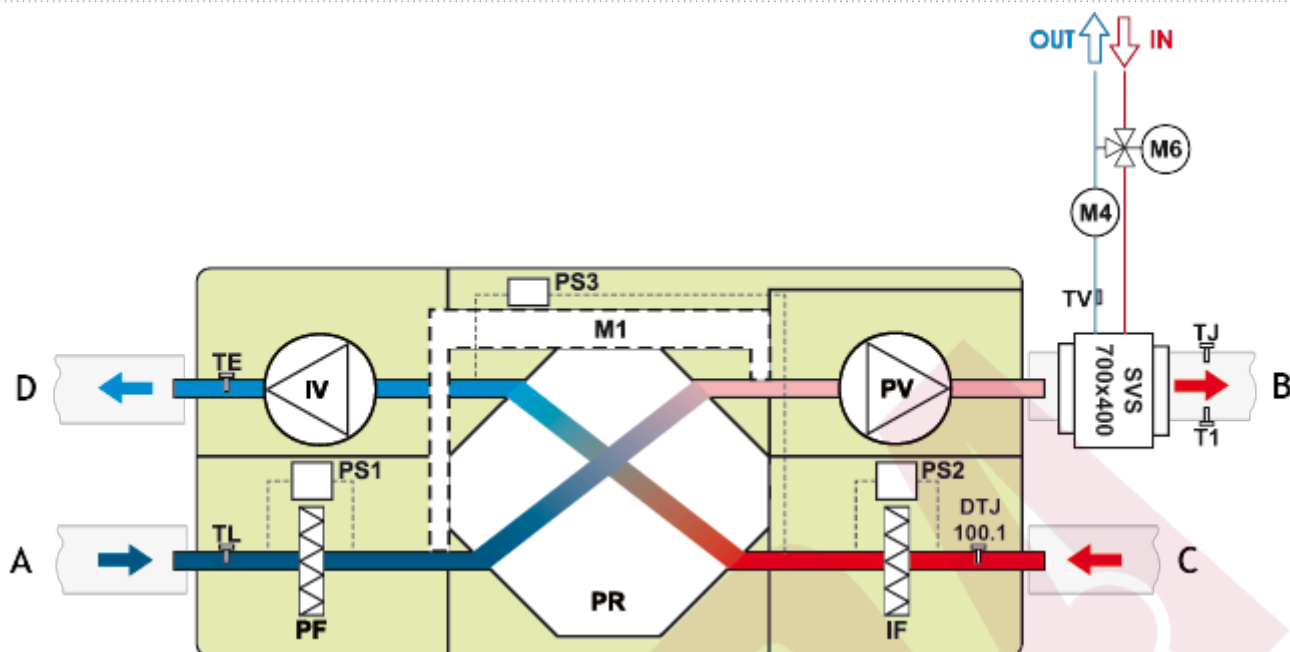 OUT IN
M6
M4
PS3
TV
M1
TJ
TE
D
IV
PV
SVS
700x400
B
T1
PS1
PS2
DTJ
100.1
TL
A
C
PR
PF
IF